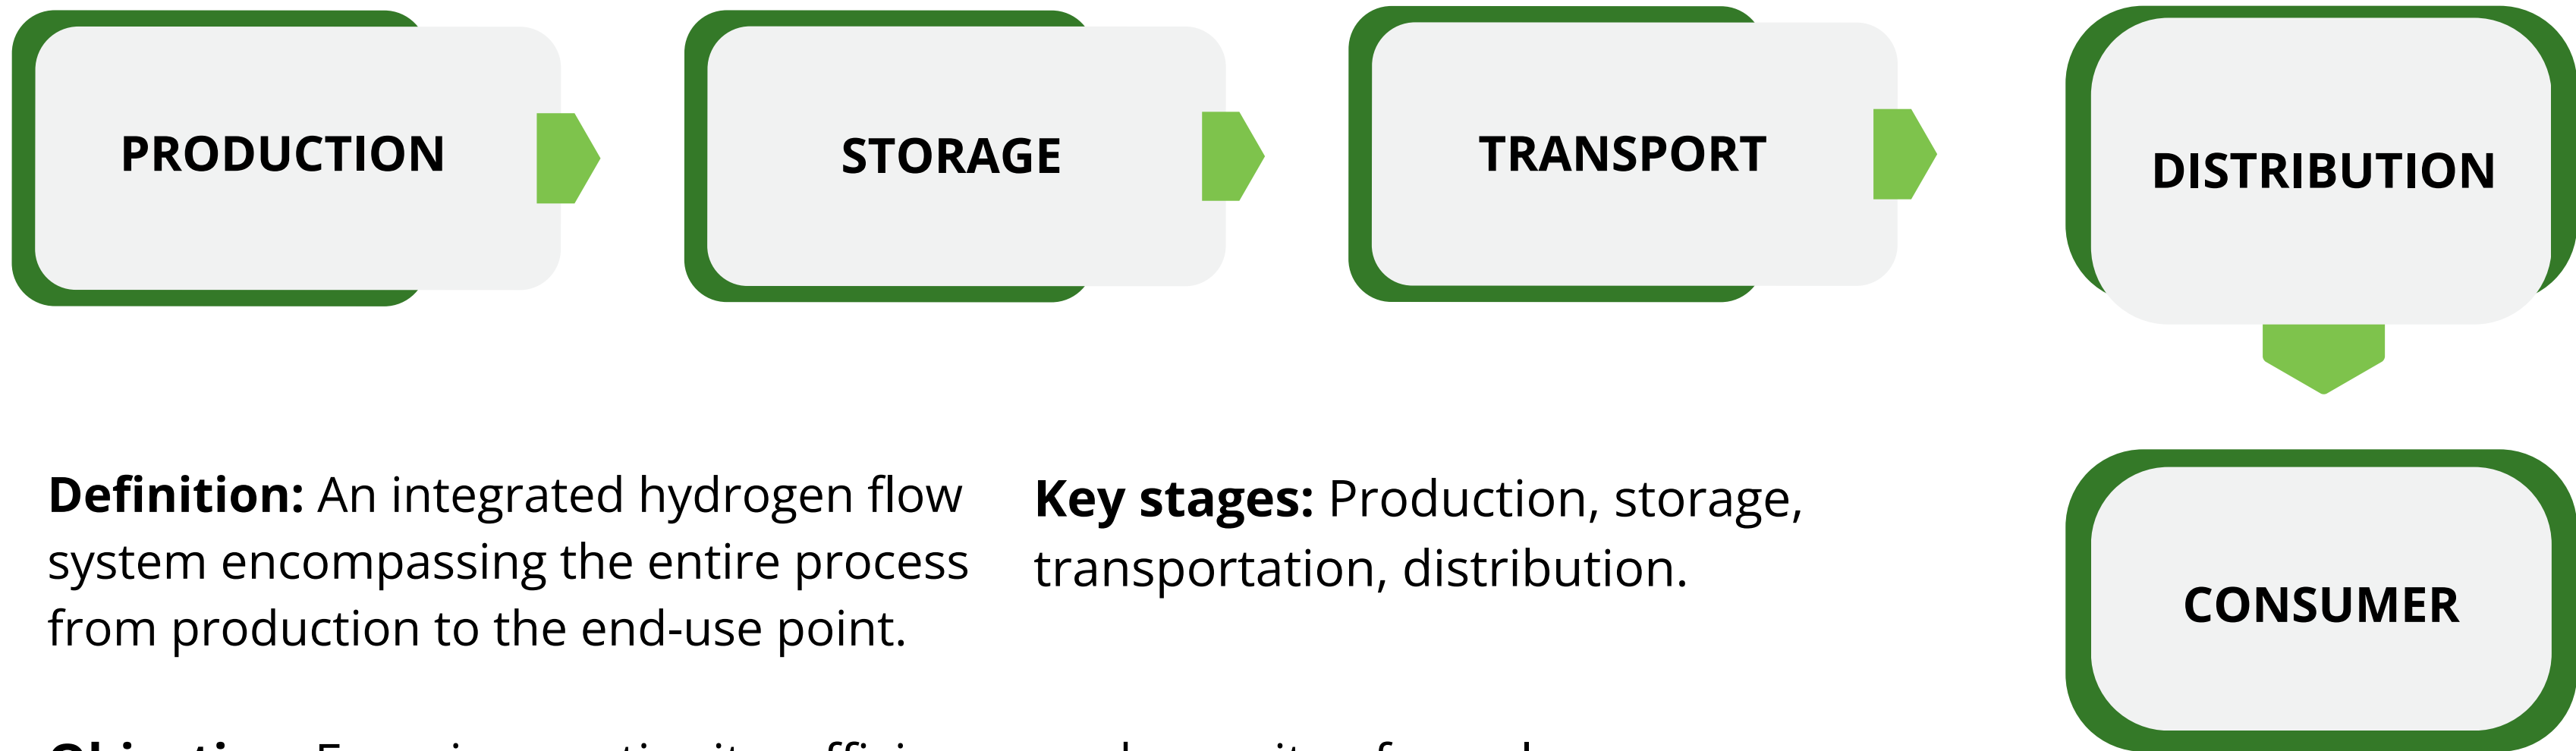 PRODUCTION
STORAGE
TRANSPORT
DISTRIBUTION
Definition: An integrated hydrogen flow
system encompassing the entire process
from production to the end-use point.
Key stages: Production, storage,
transportation, distribution.
CONSUMER